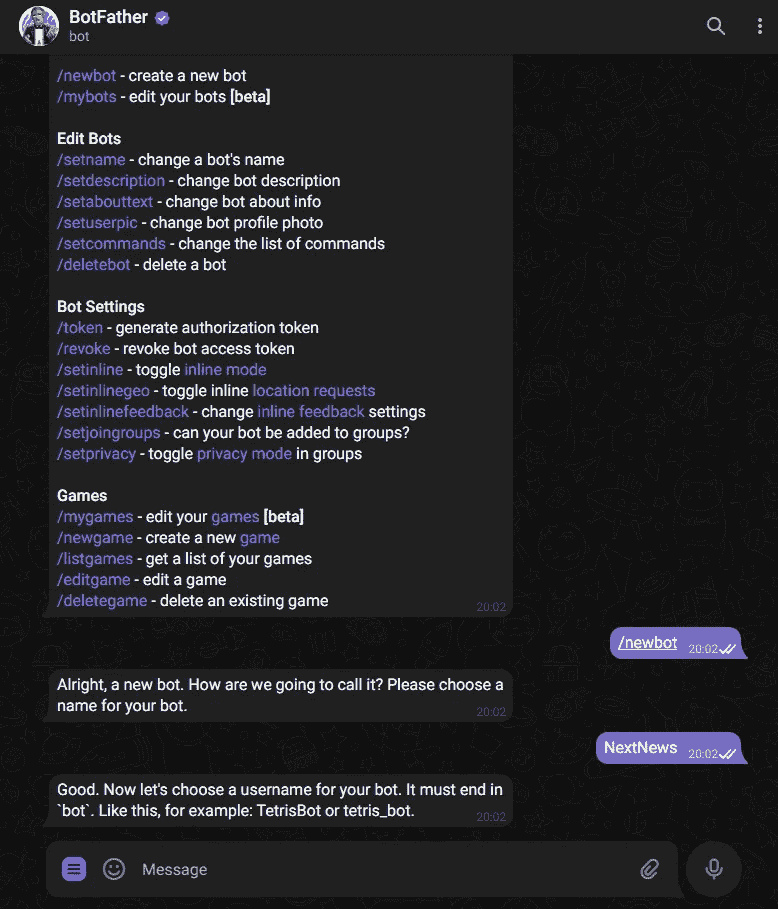 BotFather
bot
/newbot - create a new bot
/mybots - edit your bots [beta]
Edit Bots
/setname - change a bot's name
/setdescription - change bot description
/setabouttext - change bot about info
/setuserpic - change bot profile photo
/setcommands - change the list of commands
/deletebot - delete a bot
Bot Settings
/token - generate authorization token
/revoke - revoke bot access token
/setinline - toggle inline mode
/setinlinegeo - toggle inline location requests
/setinlinefeedback - change inline feedback settings
/setjoingroups - can your bot be added to groups?
/setprivacy - toggle privacy mode in groups
Games
/mygames - edit your games [beta]
/newgame - create a new game
/listgames - get a list of your games
/editgame - edit a game
/deletegame - delete an existing game
20:02
/newbot 20:02
Alright, a new bot. How are we going to call it? Please choose a
name for your bot.
20:02
NextNews 20:02
Good. Now let's choose a username for your bot. It must end in
`bot`. Like this, for example: TetrisBot or tetris_bot.
20:02
Message